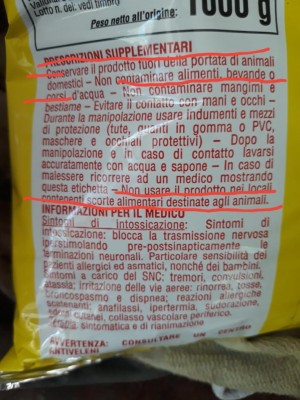 Lotto n. (vedi timbro)
Peso netto all'origine: 1000 g
PRESCRIZIONI SUPPLEMENTARI
Conservare il prodotto fuori della portata di animali
domestici – Non contaminare alimenti, bevande o
corsi d'acqua – Non contaminare mangimi e
bestiame – Evitare il contatto con mani e occhi –
Durante la manipolazione usare indumenti e mezzi
di protezione (tute, guanti in gomma o PVC,
maschere e occhiali protettivi) – Dopo la
manipolazione e in caso di contatto lavarsi
accuratamente con acqua e sapone – In caso di
malessere ricorrere ad un medico mostrando
questa etichetta – Non usare il prodotto nei locali
contenenti scorte alimentari destinate agli animali.
INFORMAZIONI PER IL MEDICO
Sintomi di intossicazione: Sintomi di
intossicazione: blocca la trasmissione nervosa
iperstimolando pre-postsinapticamente le
terminazioni neuronali. Particolare sensibilità dei
pazienti allergici ed asmatici, nonché dei bambini.
Sintomi a carico del SNC: tremori, convulsioni,
atassia; irritazione delle vie aeree: rinorrea, tosse,
broncospasmo e dispnea; reazioni allergiche
scatenanti: anafilassi, ipertermia, sudorazione,
edemi cutanei, collasso vascolare periferico.
sintomatica e di rianimazione.
AVVERTENZA: CONSULTARE UN CENTRO
ANTIVELENI